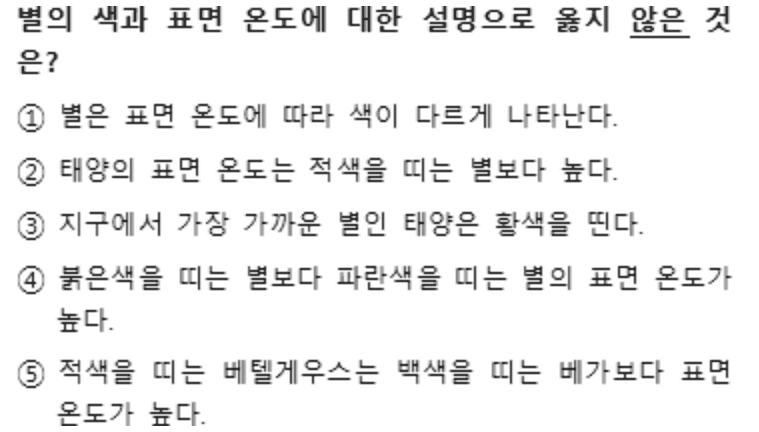 별의 색과 표면 온도에 대한 설명으로 옳지 않은 것
은?
① 별은 표면 온도에 따라 색이 다르게 나타난다.
② 태양의 표면 온도는 적색을 띠는 별보다 높다.
③ 지구에서 가장 가까운 별인 태양은 황색을 띤다.
④ 붉은색을 띠는 별보다 파란색을 띠는 별의 표면 온도가
높다.
⑤ 적색을 띠는 베텔게우스는 백색을 띠는 베가보다 표면
온도가 높다.